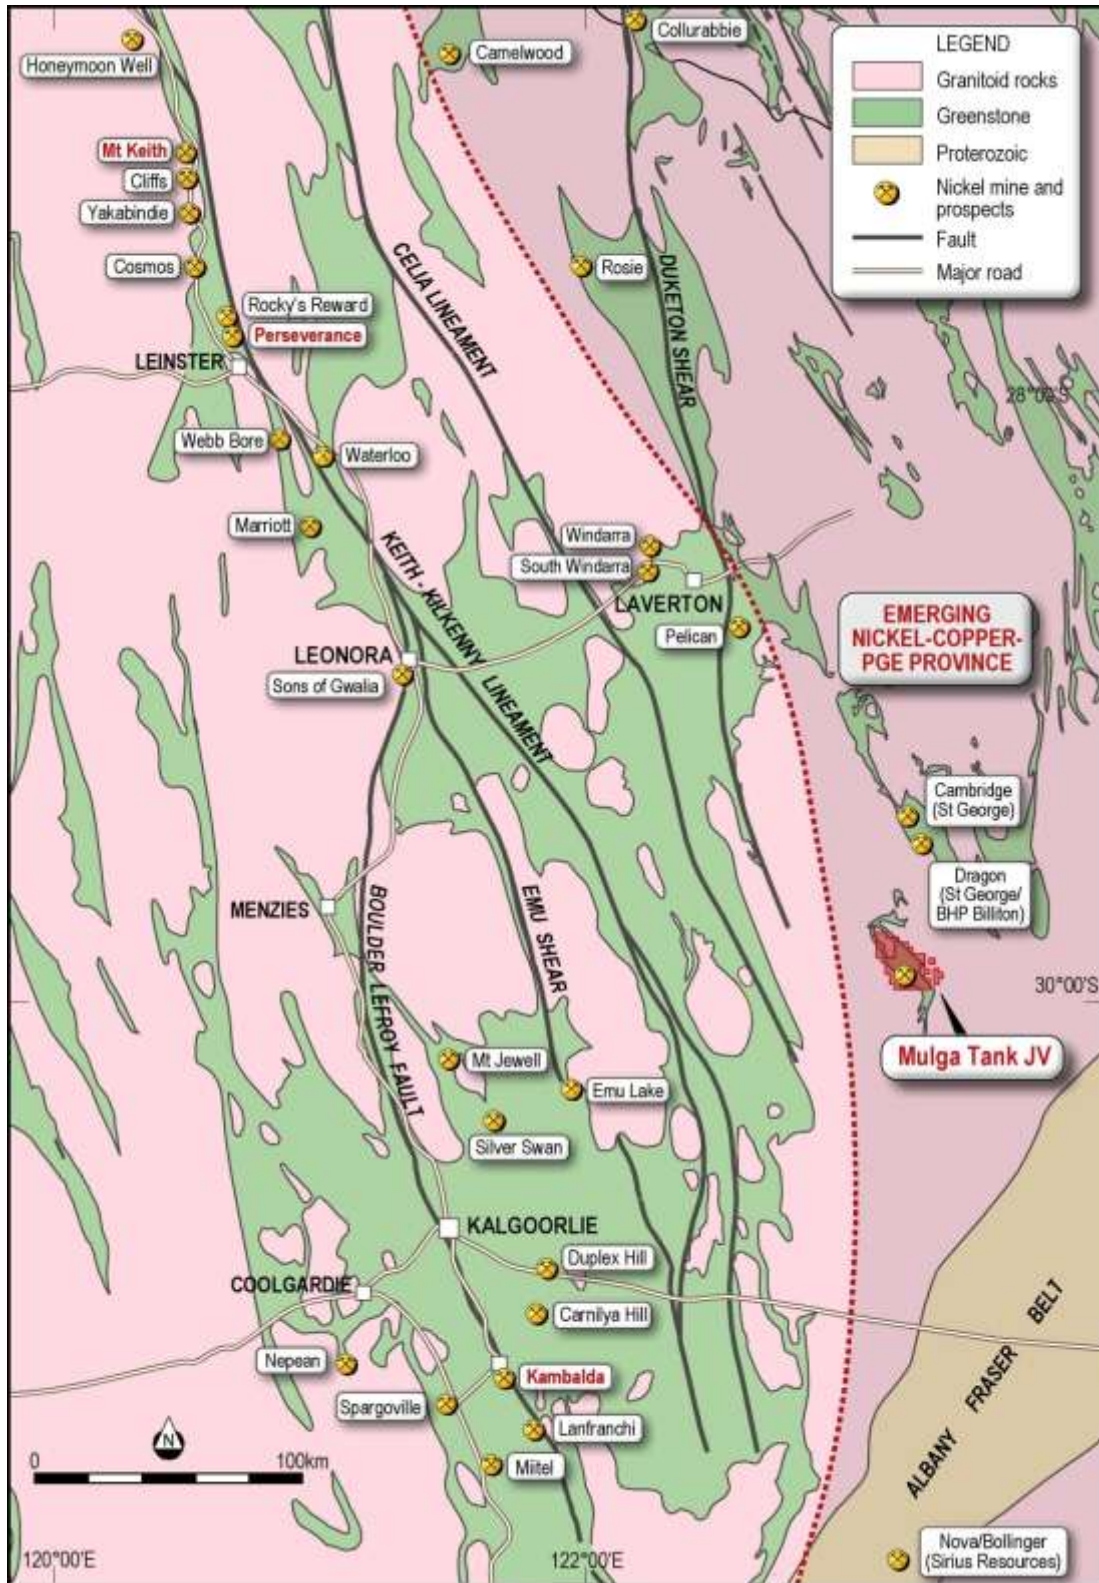 Honeymoon Well
Camelwood
Collurabbie
LEGEND
Granitoid rocks
Greenstone
Proterozoic
Nickel mine and
prospects
Fault
Major road
Mt Keith
Cliffs
Yakabindie
Cosmos
Rocky's Reward
Perseverance
LEINSTER
CELIA LINEAMENT
Rosie
DUKETON SHEAR
28°00'S
Webb Bore
Waterloo
Marriott
KEITH - KILKENNY LINEAMENT
Windarra
South Windarra
LAVERTON
Pelican
EMERGING
NICKEL-COPPER-
PGE PROVINCE
LEONORA
Sons of Gwalia
Cambridge
(St George)
Dragon
(St George/
BHP Billiton)
MENZIES
BOULDER LEFROY FAULT
EMU SHEAR
30°00'S
Mulga Tank JV
Mt Jewell
Emu Lake
Silver Swan
KALGOORLIE
COOLGARDIE
Duplex Hill
Carnilya Hill
Nepean
Kambalda
Spargoville
Lanfranchi
Miitel
ALBANY FRASER BELT
N
0 100km
Nova/Bollinger
(Sirius Resources)
120°00'E
122°00'E